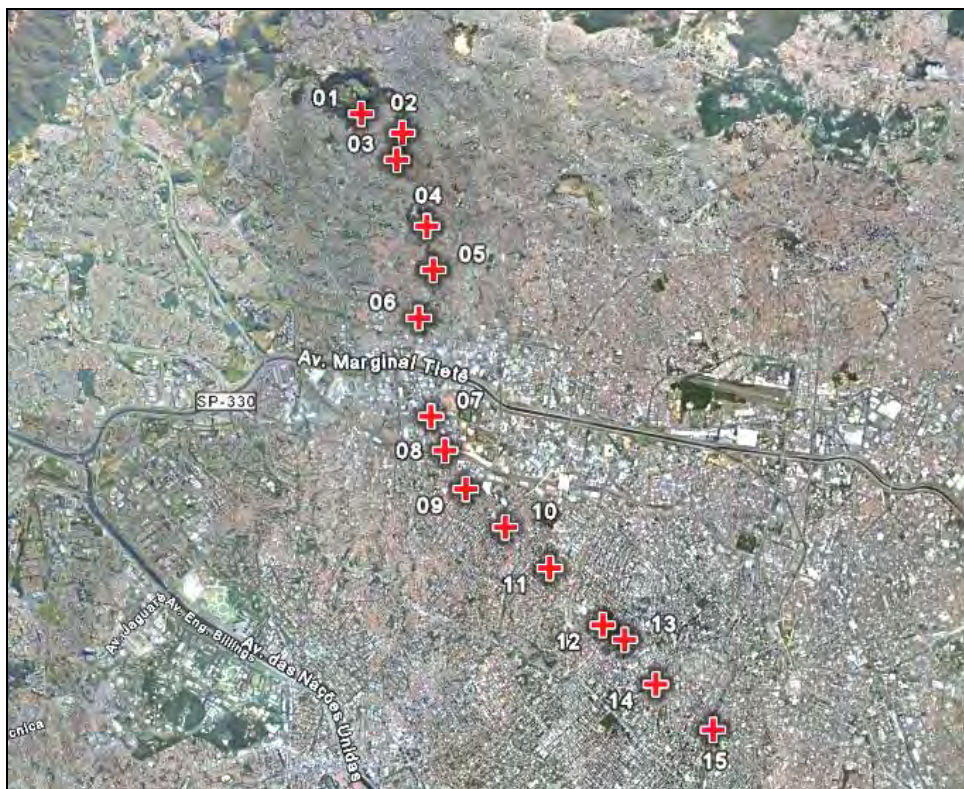 01
02
03
04
05
06
Av. Marginal Tietê
SP-330
07
08
09
10
11
12
13
14
15
Av. Jaguaré
Av. Eng. Billings
Av. das Nações Unidas
cnica